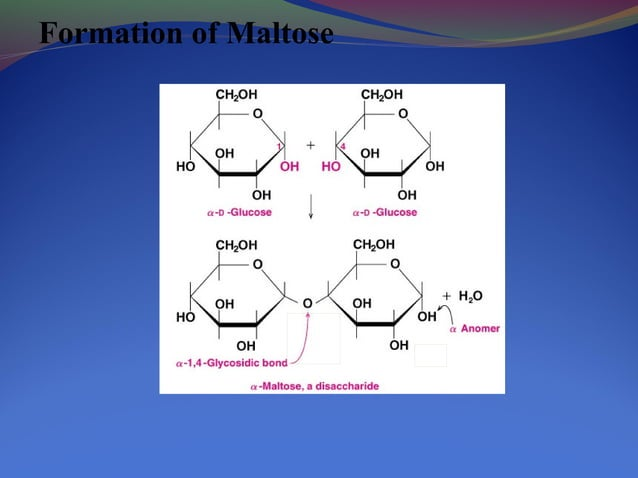 Formation of Maltose
CH₂OH CH₂OH
O O
1 + 4
OH OH
HO OH HO OH
OH OH
α-D -Glucose α-D -Glucose
CH₂OH CH₂OH
O O
+ H₂O
OH O OH
HO OH
α Anomer
OH OH
α-1,4-Glycosidic bond
α-Maltose, a disaccharide